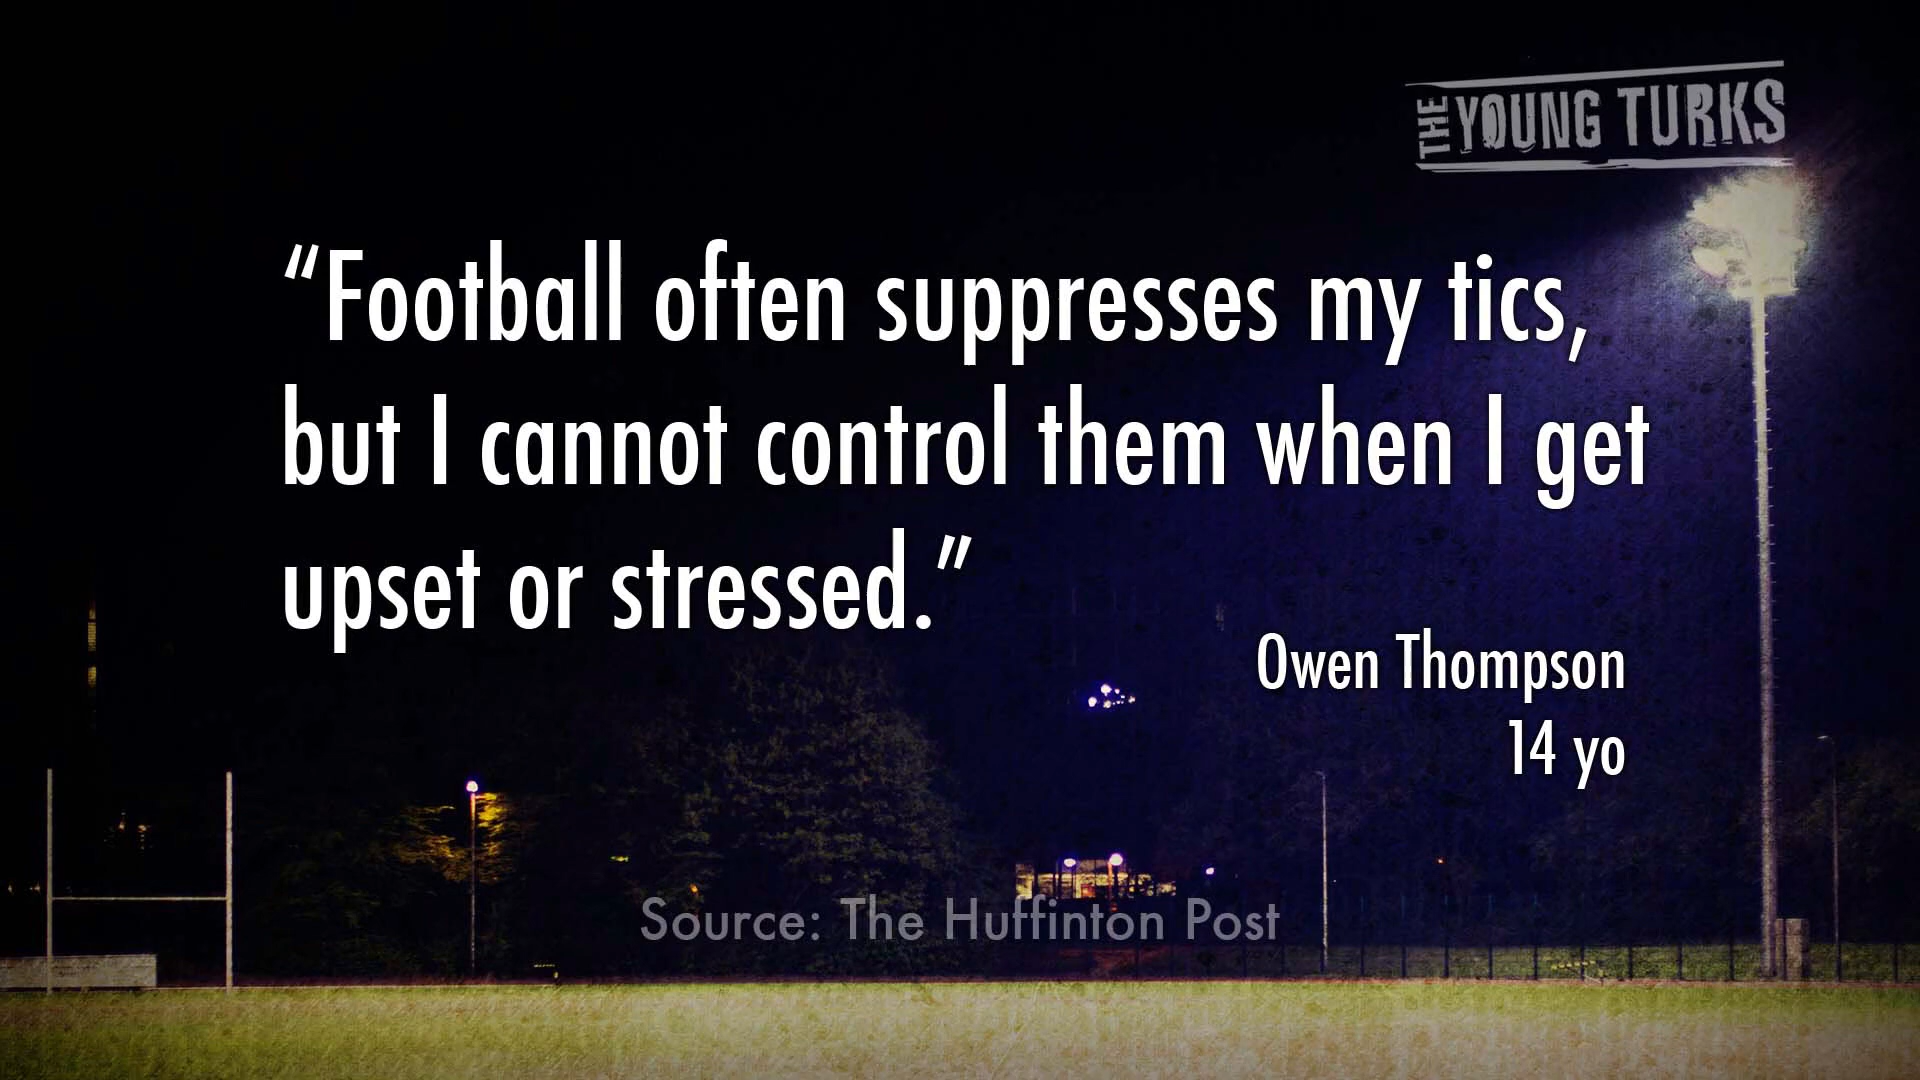 THE YOUNG TURKS
“Football often suppresses my tics,
but I cannot control them when I get
upset or stressed.”
Owen Thompson
14 yo
Source: The Huffinton Post